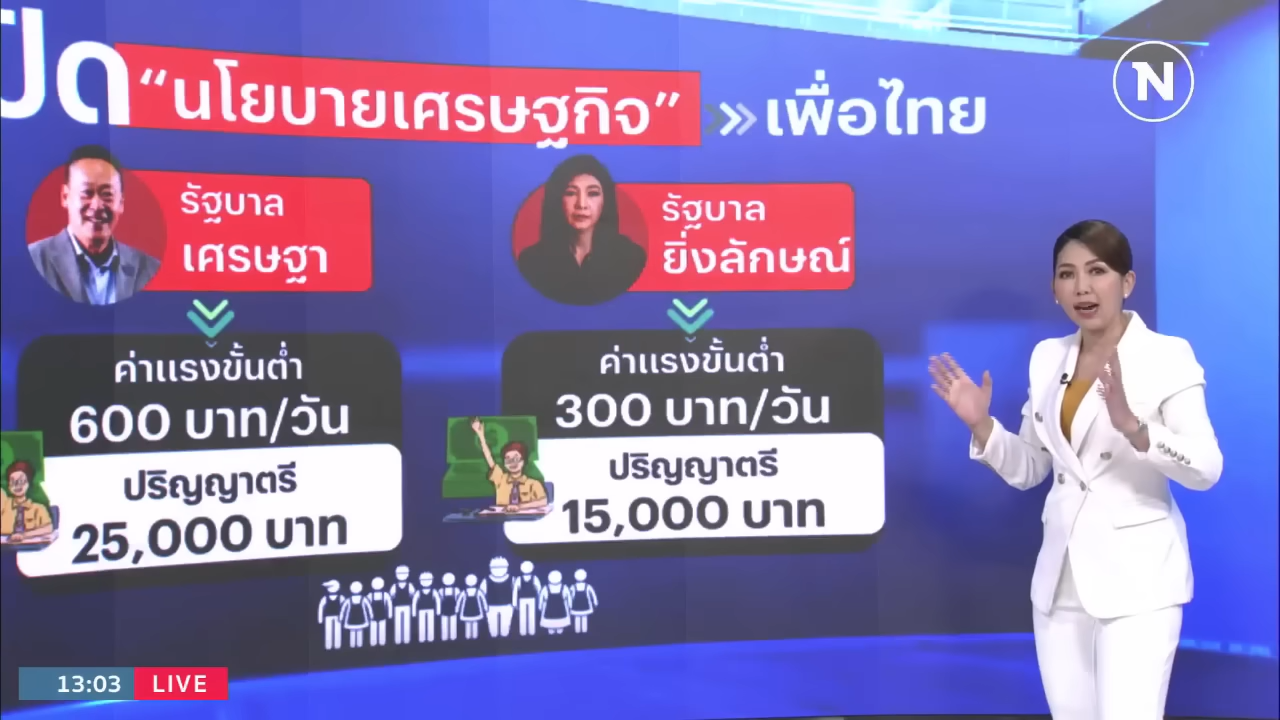 ปิด “นโยบายเศรษฐกิจ” >>> เพื่อไทย
N
รัฐบาล
เศรษฐา
ค่าแรงขั้นต่ำ
600 บาท/วัน
ปริญญาตรี
25,000 บาท
รัฐบาล
ยิ่งลักษณ์
ค่าแรงขั้นต่ำ
300 บาท/วัน
ปริญญาตรี
15,000 บาท
13:03 LIVE